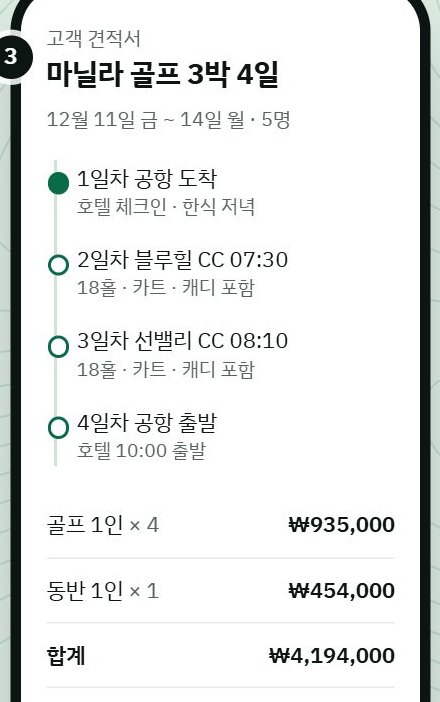 3
고객 견적서
마닐라 골프 3박 4일
12월 11일 금 ~ 14일 월 · 5명
1일차 공항 도착
호텔 체크인 · 한식 저녁
2일차 블루힐 CC 07:30
18홀 · 카트 · 캐디 포함
3일차 선밸리 CC 08:10
18홀 · 카트 · 캐디 포함
4일차 공항 출발
호텔 10:00 출발
골프 1인 × 4 ₩935,000
동반 1인 × 1 ₩454,000
합계 ₩4,194,000